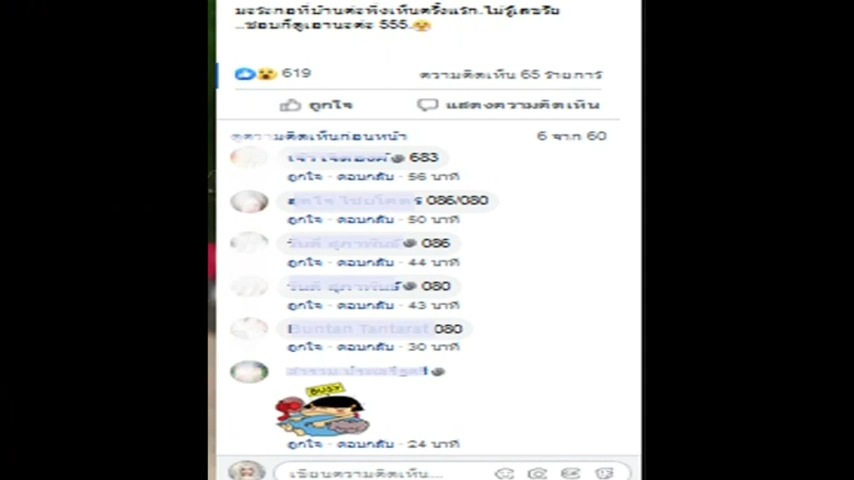 มะระกอที่บ้านค่ะพึ่งเห็นครั้งแรก.ไม่รู้เลขรัย
..ชอบก็ดูเอานะค่ะ 555.
619
ความคิดเห็น 65 รายการ
ถูกใจ
แสดงความคิดเห็น
ดูความคิดเห็นก่อนหน้า
6 จาก 60
683
ถูกใจ · ตอบกลับ · 56 นาที
086/080
ถูกใจ · ตอบกลับ · 50 นาที
086
ถูกใจ · ตอบกลับ · 44 นาที
080
ถูกใจ · ตอบกลับ · 43 นาที
Buntan Tantarat 080
ถูกใจ · ตอบกลับ · 30 นาที
ถูกใจ · ตอบกลับ · 24 นาที
เขียนความคิดเห็น...